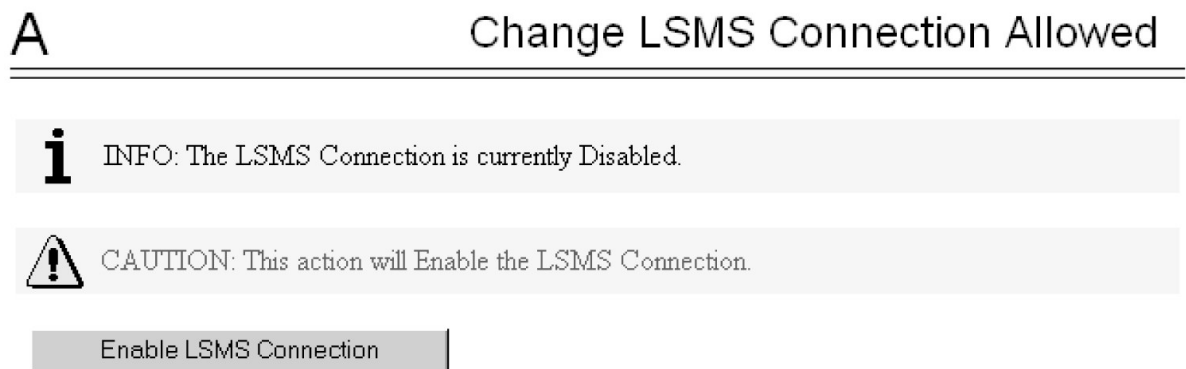 A Change LSMS Connection Allowed
INFO: The LSMS Connection is currently Disabled.
CAUTION: This action will Enable the LSMS Connection.
Enable LSMS Connection